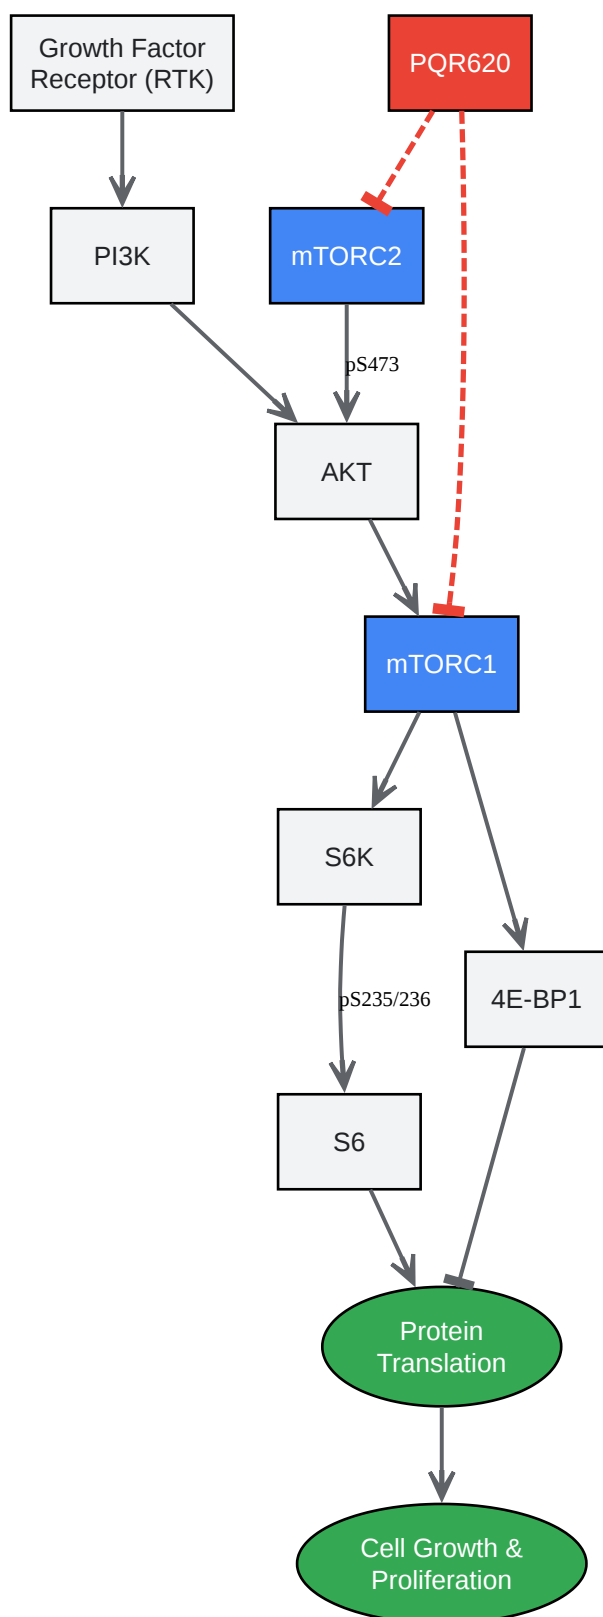 Growth Factor
Receptor (RTK)
PQR620
PI3K
mTORC2
pS473
AKT
mTORC1
S6K
pS235/236
4E-BP1
S6
Protein
Translation
Cell Growth &
Proliferation